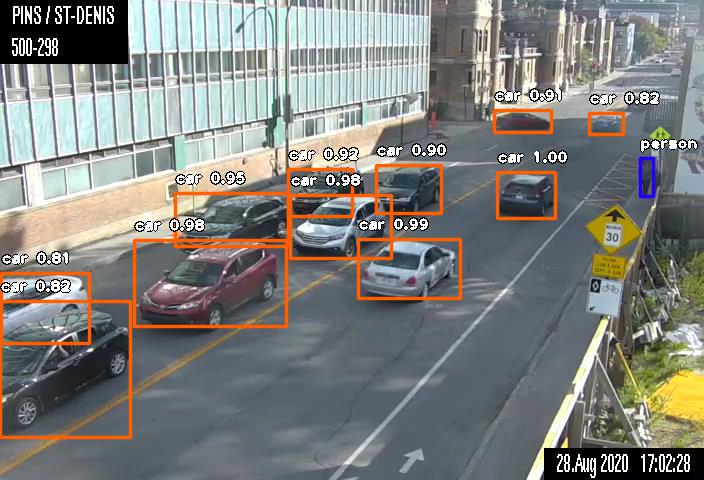 PINS / ST-DENIS
500-298
car 0.91
car 0.82
person
car 0.92
car 0.90
car 1.00
car 0.98
car 0.95
car 0.98
car 0.99
30
car 0.81
car 0.82
28.Aug 2020 17:02:28